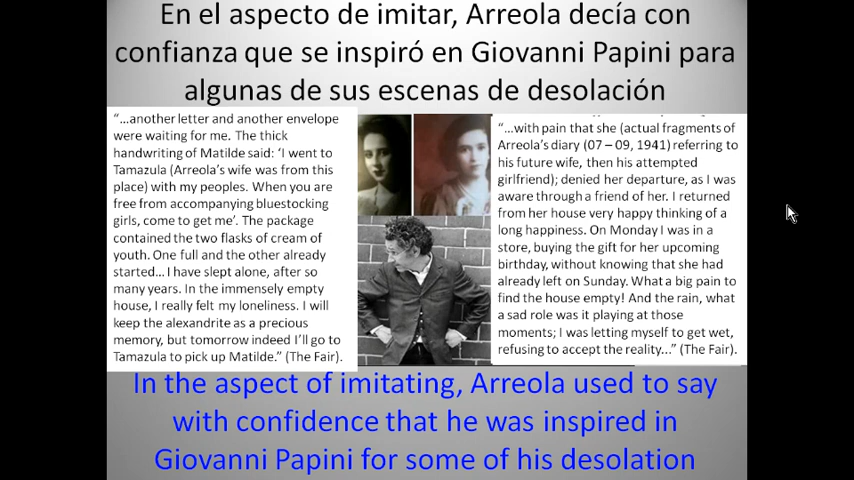 En el aspecto de imitar, Arreola decía con
confianza que se inspiró en Giovanni Papini para
algunas de sus escenas de desolación
“...another letter and another envelope
were waiting for me. The thick
handwriting of Matilde said: ‘I went to
Tamazula (Arreola’s wife was from this
place) with my peoples. When you are
free from accompanying bluestocking
girls, come to get me’. The package
contained the two flasks of cream of
youth. One full and the other already
started... I have slept alone, after so
many years. In the immensely empty
house, I really felt my loneliness. I will
keep the alexandrite as a precious
memory, but tomorrow indeed I’ll go to
Tamazula to pick up Matilde.” (The Fair).
“...with pain that she (actual fragments of
Arreola’s diary (07 – 09, 1941) referring to
his future wife, then his attempted
girlfriend); denied her departure, as I was
aware through a friend of her. I returned
from her house very happy thinking of a
long happiness. On Monday I was in a
store, buying the gift for her upcoming
birthday, without knowing that she had
already left on Sunday. What a big pain to
find the house empty! And the rain, what
a sad role was it playing at those
moments; I was letting myself to get wet,
refusing to accept the reality...” (The Fair).
In the aspect of imitating, Arreola used to say
with confidence that he was inspired in
Giovanni Papini for some of his desolation